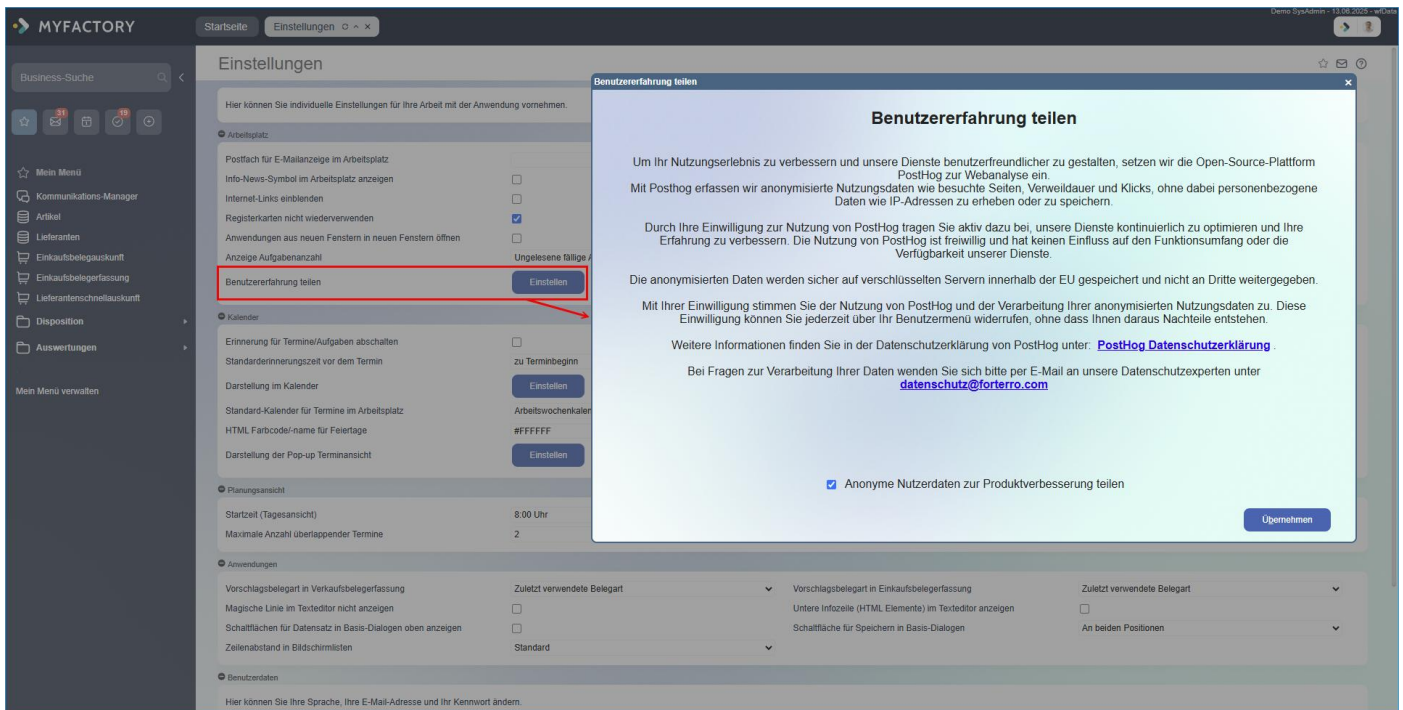 Demo SysAdmin - 13.08.2025 - wfData
MYFACTORY
Startseite
Einstellungen
Business-Suche
31
19
Mein Menü
Kommunikations-Manager
Artikel
Lieferanten
Einkaufsbelegauskunft
Einkaufsbelegerfassung
Lieferantenschnellauskunft
Disposition
Auswertungen
Mein Menü verwalten
Einstellungen
Hier können Sie individuelle Einstellungen für Ihre Arbeit mit der Anwendung vornehmen.
Arbeitsplatz
Postfach für E-Mailanzeige im Arbeitsplatz
Info-News-Symbol im Arbeitsplatz anzeigen
Internet-Links einblenden
Registerkarten nicht wiederverwenden
Anwendungen aus neuen Fenstern in neuen Fenstern öffnen
Anzeige Aufgabenanzahl Ungelesene fällige A
Benutzererfahrung teilen Einstellen
Kalender
Erinnerung für Termine/Aufgaben abschalten
Standarderinnerungszeit vor dem Termin zu Terminbeginn
Darstellung im Kalender Einstellen
Standard-Kalender für Termine im Arbeitsplatz Arbeitswochenkalen
HTML Farbcode/-name für Feiertage #FFFFFF
Darstellung der Pop-up Terminansicht Einstellen
Planungsansicht
Startzeit (Tagesansicht) 8:00 Uhr
Maximale Anzahl überlappender Termine 2
Anwendungen
Vorschlagsbelegart in Verkaufsbelegerfassung Zuletzt verwendete Belegart Vorschlagsbelegart in Einkaufsbelegerfassung Zuletzt verwendete Belegart
Magische Linie im Texteditor nicht anzeigen Untere Infozeile (HTML Elemente) im Texteditor anzeigen
Schaltflächen für Datensatz in Basis-Dialogen oben anzeigen Schaltfläche für Speichern in Basis-Dialogen An beiden Positionen
Zeilenabstand in Bildschirmlisten Standard
Benutzerdaten
Hier können Sie Ihre Sprache, Ihre E-Mail-Adresse und Ihr Kennwort ändern.
Benutzererfahrung teilen
Benutzererfahrung teilen
Um Ihr Nutzungserlebnis zu verbessern und unsere Dienste benutzerfreundlicher zu gestalten, setzen wir die Open-Source-Plattform
PostHog zur Webanalyse ein.
Mit Posthog erfassen wir anonymisierte Nutzungsdaten wie besuchte Seiten, Verweildauer und Klicks, ohne dabei personenbezogene
Daten wie IP-Adressen zu erheben oder zu speichern.
Durch Ihre Einwilligung zur Nutzung von PostHog tragen Sie aktiv dazu bei, unsere Dienste kontinuierlich zu optimieren und Ihre
Erfahrung zu verbessern. Die Nutzung von PostHog ist freiwillig und hat keinen Einfluss auf den Funktionsumfang oder die
Verfügbarkeit unserer Dienste.
Die anonymisierten Daten werden sicher auf verschlüsselten Servern innerhalb der EU gespeichert und nicht an Dritte weitergegeben.
Mit Ihrer Einwilligung stimmen Sie der Nutzung von PostHog und der Verarbeitung Ihrer anonymisierten Nutzungsdaten zu. Diese
Einwilligung können Sie jederzeit über Ihr Benutzermenü widerrufen, ohne dass Ihnen daraus Nachteile entstehen.
Weitere Informationen finden Sie in der Datenschutzerklärung von PostHog unter: PostHog Datenschutzerklärung .
Bei Fragen zur Verarbeitung Ihrer Daten wenden Sie sich bitte per E-Mail an unsere Datenschutzexperten unter
datenschutz@forterro.com
Anonyme Nutzerdaten zur Produktverbesserung teilen
Übernehmen